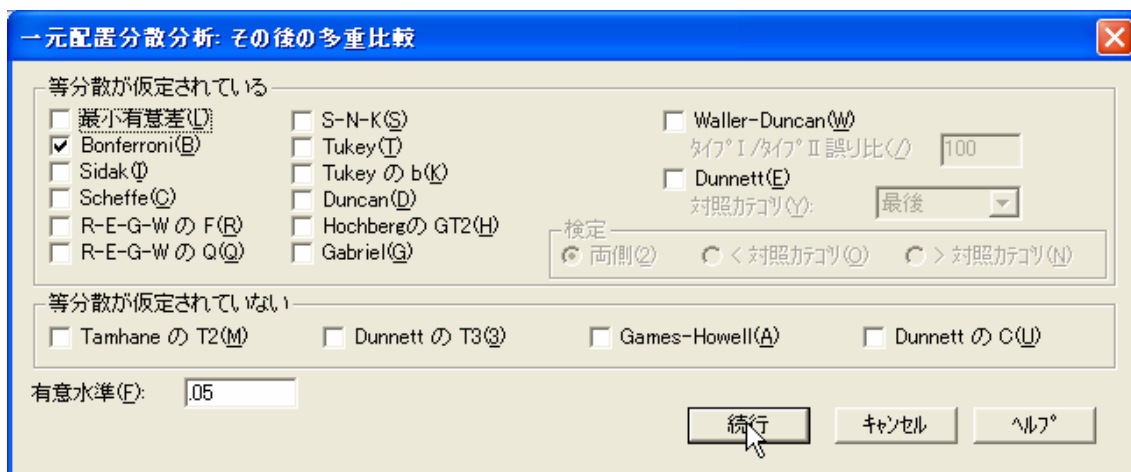 一元配置分散分析: その後の多重比較
等分散が仮定されている
最小有意差(L)
Bonferroni(B)
Sidak(I)
Scheffe(C)
R-E-G-W の F(R)
R-E-G-W の Q(Q)
S-N-K(S)
Tukey(T)
Tukey の b(K)
Duncan(D)
Hochbergの GT2(H)
Gabriel(G)
Waller-Duncan(W)
ﾀｲﾌﾟⅠ/ﾀｲﾌﾟⅡ誤り比(/) 100
Dunnett(E)
対照ｶﾃｺﾞﾘ(Y): 最後
検定
両側(2) < 対照ｶﾃｺﾞﾘ(O) > 対照ｶﾃｺﾞﾘ(N)
等分散が仮定されていない
Tamhane の T2(M) Dunnett の T3(3) Games-Howell(A) Dunnett の C(U)
有意水準(F): .05
続行 ｷｬﾝｾﾙ ﾍﾙﾌﾟ